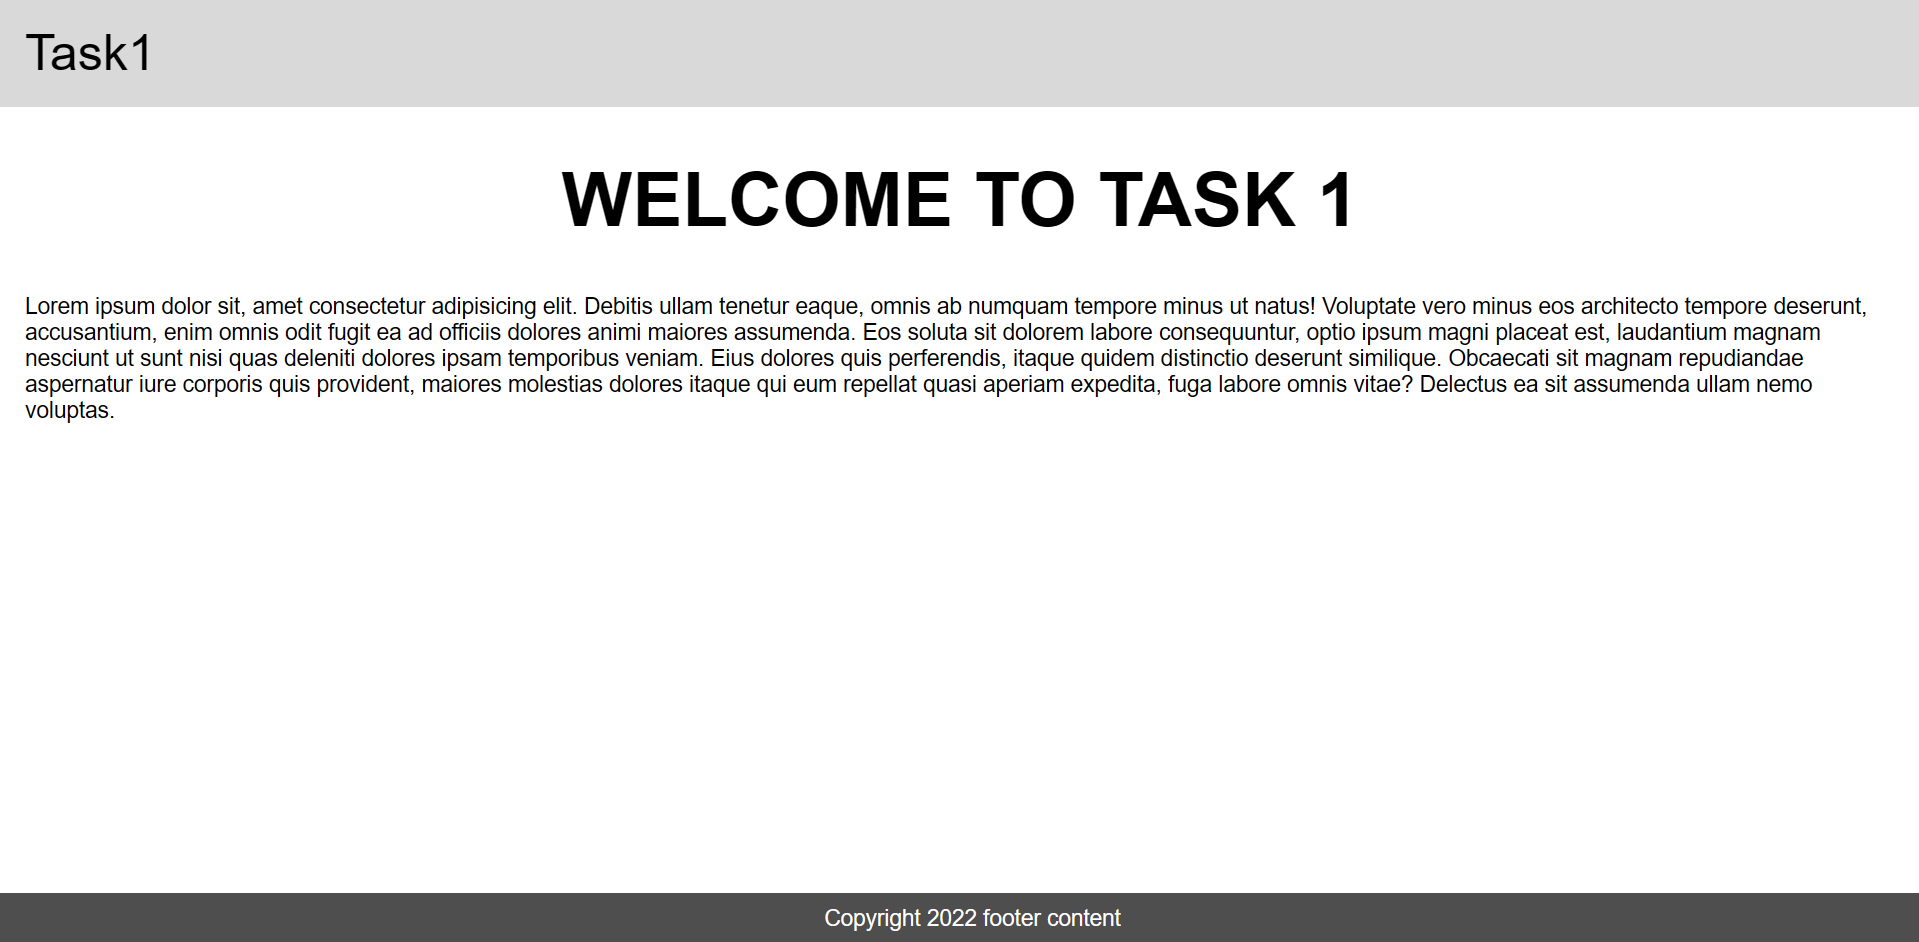 Task1
WELCOME TO TASK 1
Lorem ipsum dolor sit, amet consectetur adipisicing elit. Debitis ullam tenetur eaque, omnis ab numquam tempore minus ut natus! Voluptate vero minus eos architecto tempore deserunt,
accusantium, enim omnis odit fugit ea ad officiis dolores animi maiores assumenda. Eos soluta sit dolorem labore consequuntur, optio ipsum magni placeat est, laudantium magnam
nesciunt ut sunt nisi quas deleniti dolores ipsam temporibus veniam. Eius dolores quis perferendis, itaque quidem distinctio deserunt similique. Obcaecati sit magnam repudiandae
aspernatur iure corporis quis provident, maiores molestias dolores itaque qui eum repellat quasi aperiam expedita, fuga labore omnis vitae? Delectus ea sit assumenda ullam nemo
voluptas.
Copyright 2022 footer content